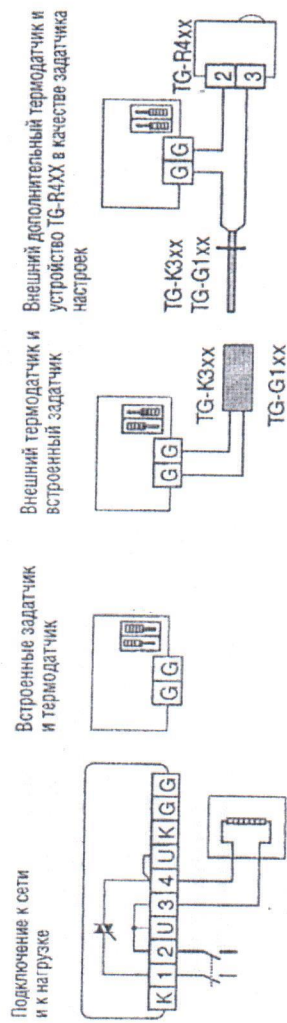 Подключение к сети
и к нагрузке
K 1 2 U 3 4 U K G G
Встроенные задатчик
и термодатчик
G G
Внешний термодатчик и
встроенный задатчик
G G
TG-K3xx
TG-G1xx
Внешний дополнительный термодатчик и
устройство TG-R4XX в качестве задатчика
настроек
G G
TG-R4xx
2
3
TG-K3xx
TG-G1xx